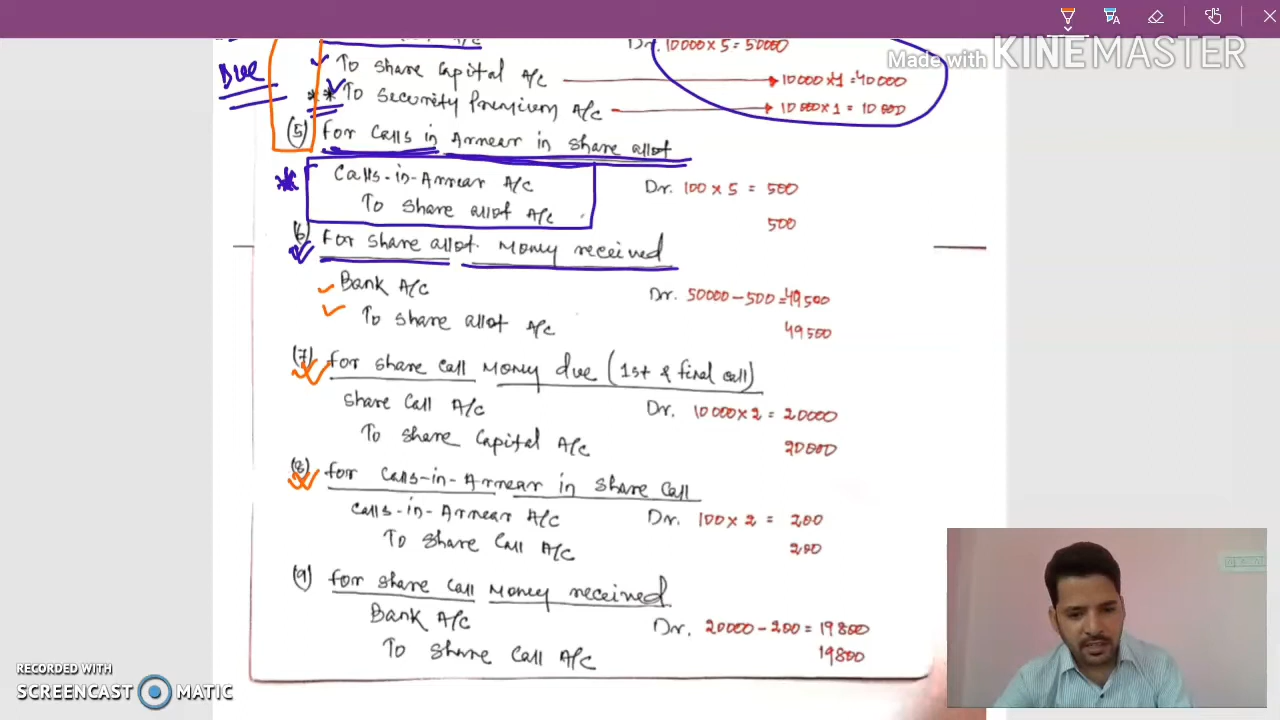 Dr. 10000 x 5 = 50000
Made with KINEMASTER
Due
To share Capital A/c 10000 x 1 = 40000
** To Security Premium A/c 10000 x 1 = 10000
(5) for calls in Arrear in share allot
* Calls-in-Arrear A/c Dr. 100 x 5 = 500
To share allot A/c 500
(6) for share allot. Money received
Bank A/c Dr. 50000 - 500 = 49500
To share allot A/c 49500
(7) for share call Money due (1st & final call)
Share Call A/c Dr. 10000 x 2 = 20000
To share Capital A/c 20000
(8) for Calls-in-Arrear in share Call
Calls-in-Arrear A/c Dr. 100 x 2 = 200
To share Call A/c 200
(9) for share call Money received
Bank A/c Dr. 20000 - 200 = 19800
To share Call A/c 19800
RECORDED WITH
SCREENCAST MATIC